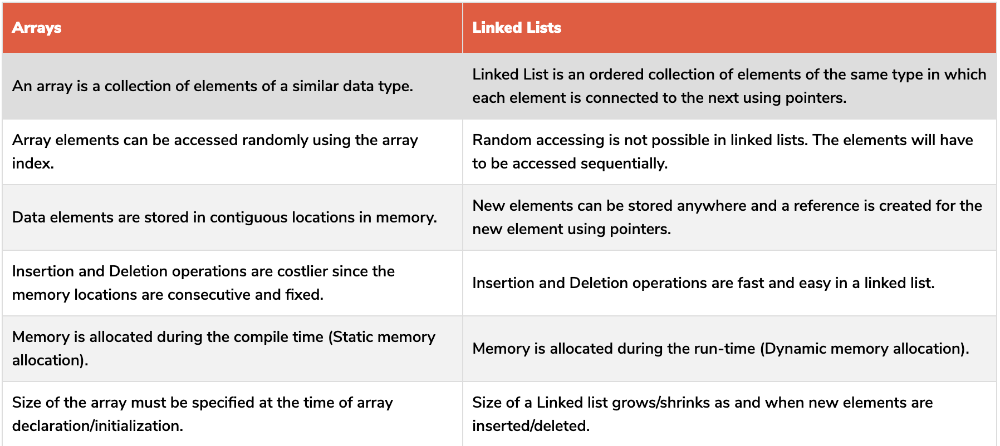 Arrays
Linked Lists
An array is a collection of elements of a similar data type.
Linked List is an ordered collection of elements of the same type in which
each element is connected to the next using pointers.
Array elements can be accessed randomly using the array
index.
Random accessing is not possible in linked lists. The elements will have
to be accessed sequentially.
Data elements are stored in contiguous locations in memory.
New elements can be stored anywhere and a reference is created for the
new element using pointers.
Insertion and Deletion operations are costlier since the
memory locations are consecutive and fixed.
Insertion and Deletion operations are fast and easy in a linked list.
Memory is allocated during the compile time (Static memory
allocation).
Memory is allocated during the run-time (Dynamic memory allocation).
Size of the array must be specified at the time of array
declaration/initialization.
Size of a Linked list grows/shrinks as and when new elements are
inserted/deleted.